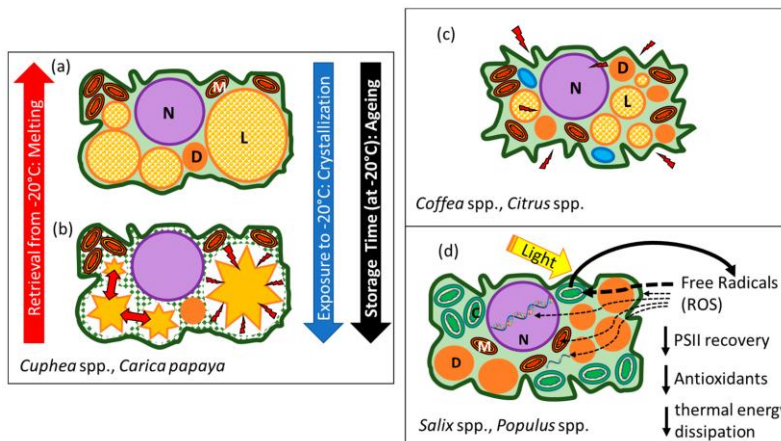 (a)
M
N
L
D
(b)
Cuphea spp., Carica papaya
Retrieval from -20°C: Melting
Exposure to -20°C: Crystallization
Storage Time (at -20°C): Ageing
(c)
D
N
L
Coffea spp., Citrus spp.
(d)
Light
Free Radicals
(ROS)
C
N
M
D
PSII recovery
Antioxidants
thermal energy
dissipation
Salix spp., Populus spp.